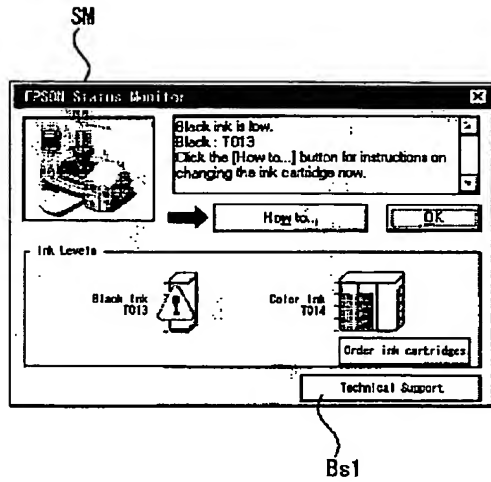 SM
EPSON Status Monitor
Black ink is low.
Black : T013
Click the [How to...] button for instructions on
changing the ink cartidge now.
How to...
OK
Ink Levels
Black Ink
T013
Color Ink
T014
Order ink cartridges
Technical Support
Bs1